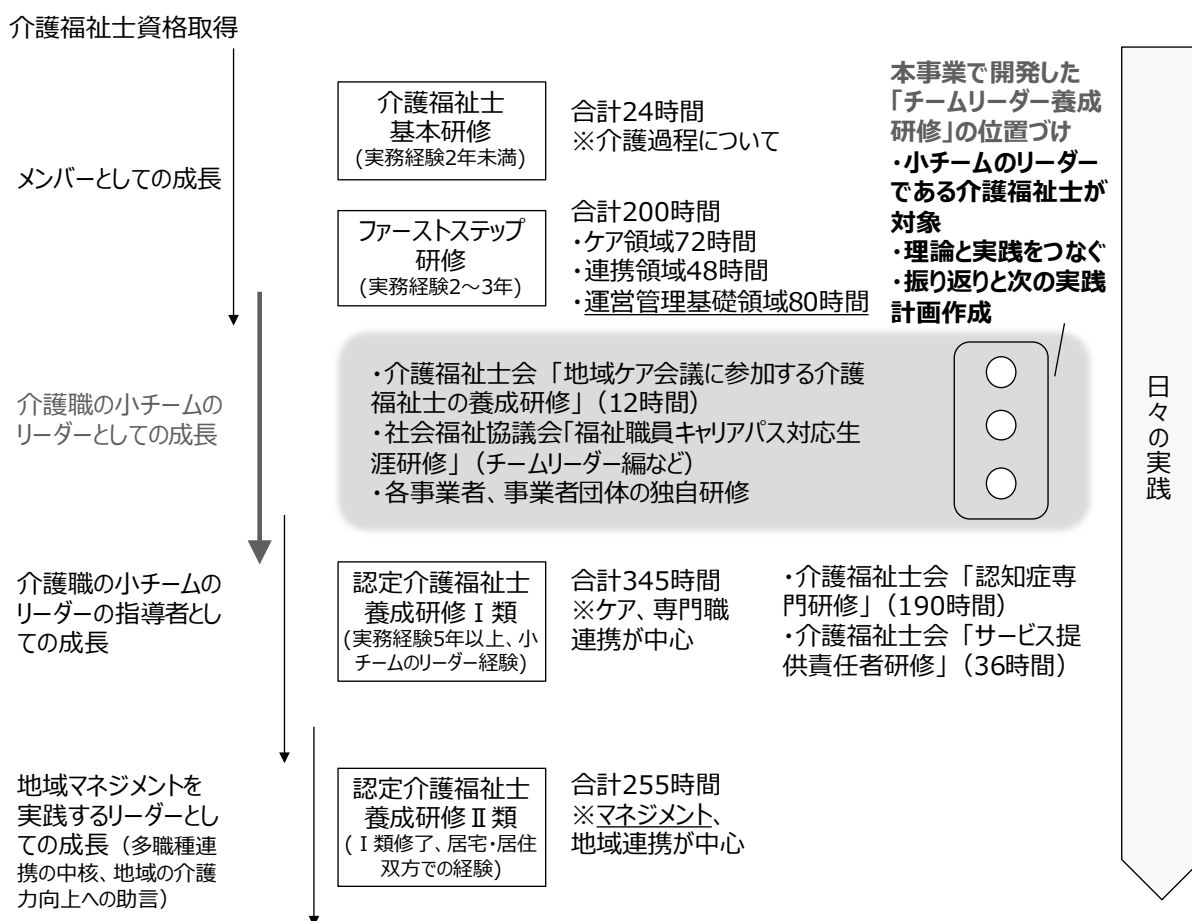 介護福祉士資格取得
メンバーとしての成長
介護福祉士
基本研修
(実務経験2年未満)
合計24時間
※介護過程について
ファーストステップ
研修
(実務経験2～3年)
合計200時間
・ケア領域72時間
・連携領域48時間
・運営管理基礎領域80時間
本事業で開発した
「チームリーダー養成
研修」の位置づけ
・小チームのリーダー
である介護福祉士が
対象
・理論と実践をつなぐ
・振り返りと次の実践
計画作成
介護職の小チームの
リーダーとしての成長
・介護福祉士会「地域ケア会議に参加する介護
福祉士の養成研修」（12時間）
・社会福祉協議会「福祉職員キャリアパス対応生
涯研修」（チームリーダー編など）
・各事業者、事業者団体の独自研修
介護職の小チームの
リーダーの指導者とし
ての成長
認定介護福祉士
養成研修Ⅰ類
(実務経験5年以上、小
チームのリーダー経験)
合計345時間
※ケア、専門職
連携が中心
・介護福祉士会「認知症専
門研修」（190時間）
・介護福祉士会「サービス提
供責任者研修」（36時間）
地域マネジメントを
実践するリーダーとし
ての成長（多職種連
携の中核、地域の介護
力向上への助言）
認定介護福祉士
養成研修Ⅱ類
(Ⅰ類修了、居宅・居住
双方での経験)
合計255時間
※マネジメント、
地域連携が中心
日々の実践